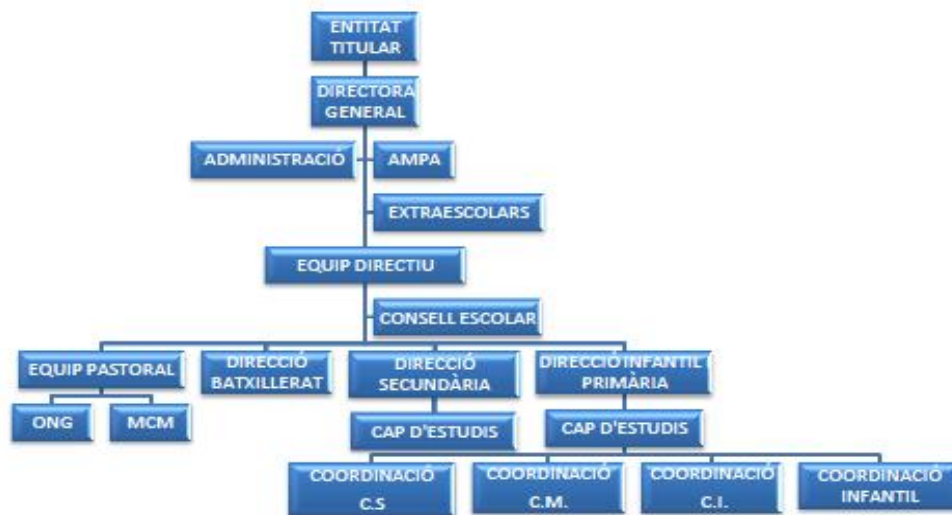 ENTITAT
TITULAR
DIRECTORA
GENERAL
ADMINISTRACIÓ
AMPA
EXTRAESCOLARS
EQUIP DIRECTIU
CONSELL ESCOLAR
EQUIP PASTORAL
DIRECCIÓ
BATXILLERAT
DIRECCIÓ
SECUNDÀRIA
DIRECCIÓ INFANTIL I
PRIMÀRIA
ONG
MCM
CAP D'ESTUDIS
CAP D'ESTUDIS
COORDINACIÓ
C.S
COORDINACIÓ
C.M.
COORDINACIÓ
C.I.
COORDINACIÓ
INFANTIL